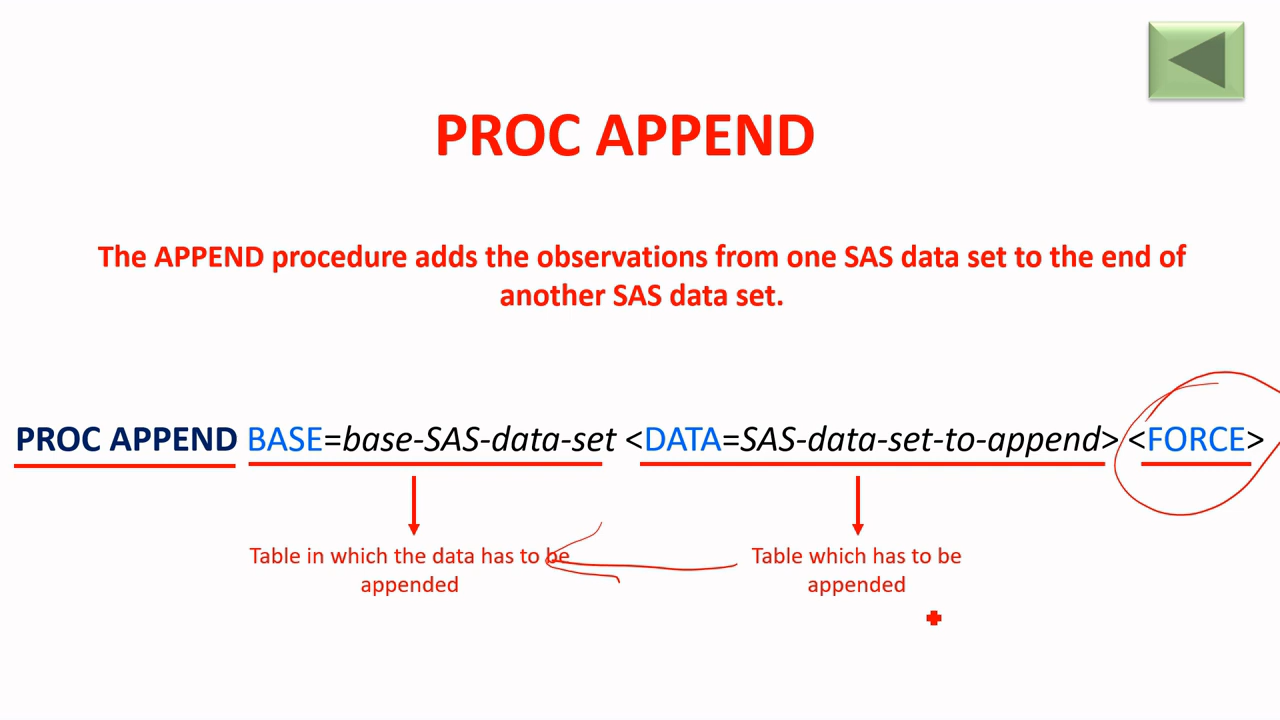 PROC APPEND
The APPEND procedure adds the observations from one SAS data set to the end of
another SAS data set.
PROC APPEND BASE=base-SAS-data-set <DATA=SAS-data-set-to-append> <FORCE>
Table in which the data has to be
appended
Table which has to be
appended